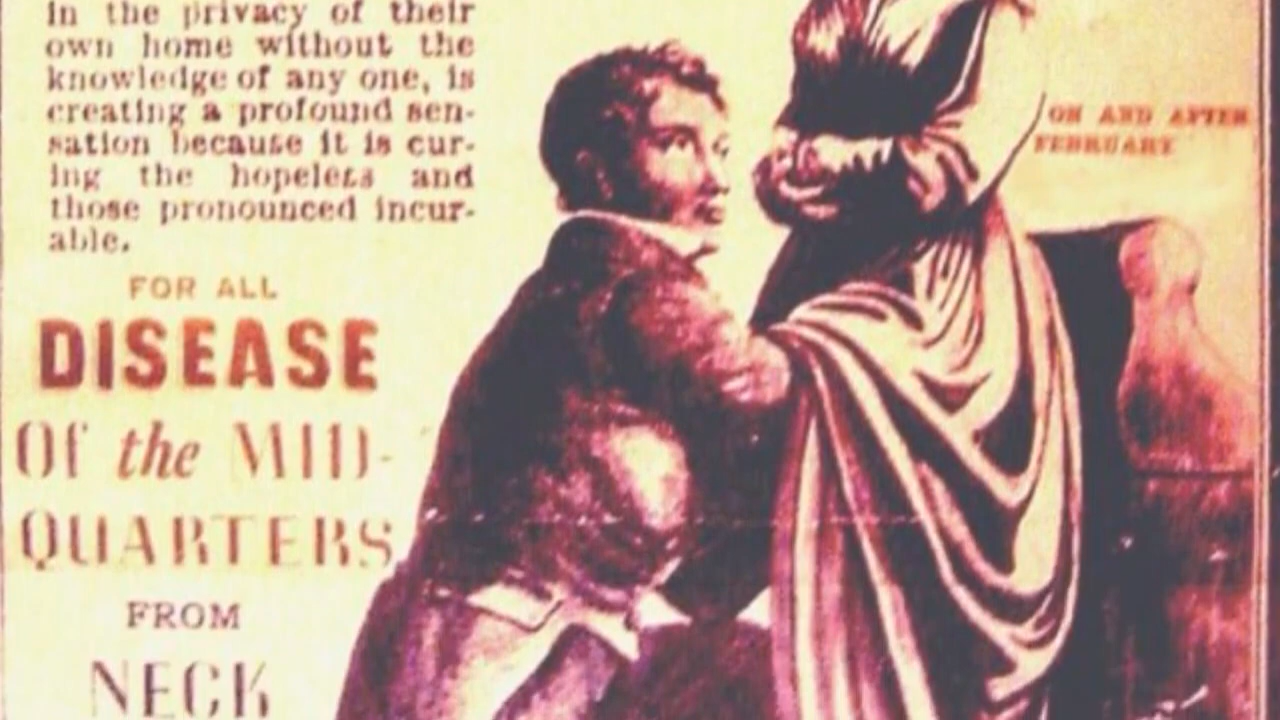 in the privacy of their
own home without the
knowledge of any one, is
creating a profound sen-
sation because it is cur-
ing the hopeless and
those pronounced incur-
able.
FOR ALL
DISEASE
Of the MID-
QUARTERS
FROM
NECK
ON AND AFTER
FEBRUARY